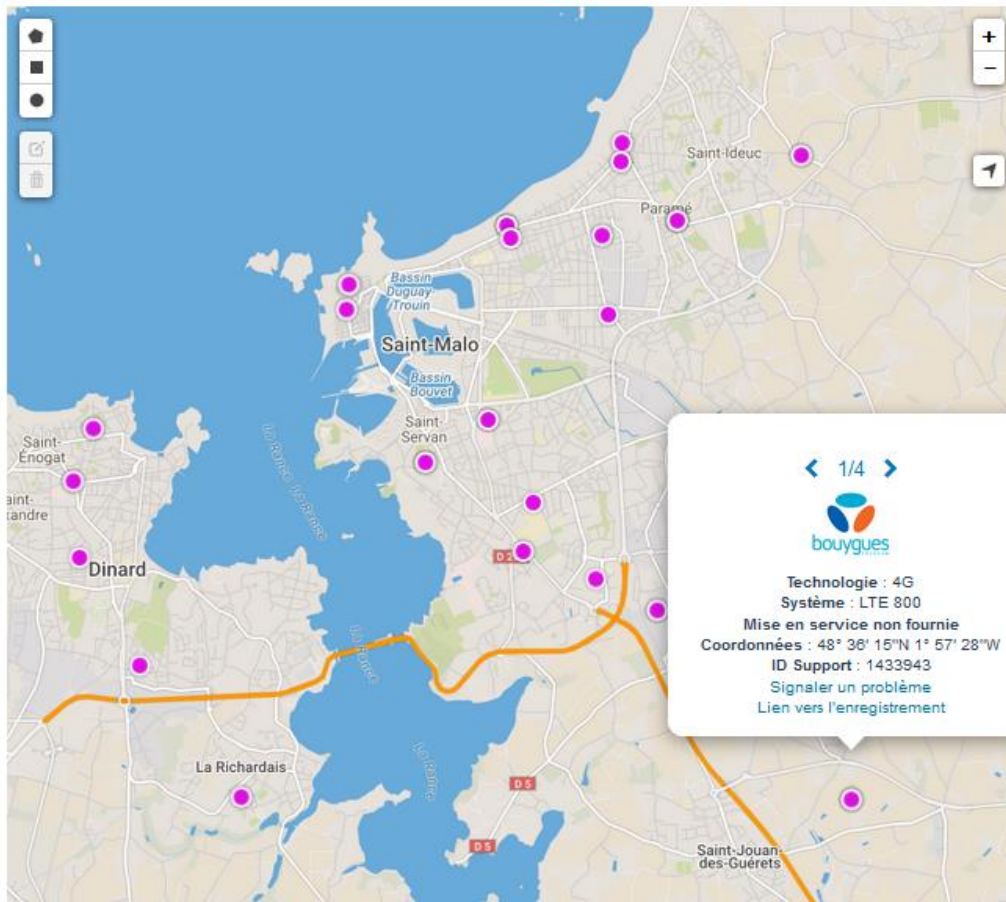 +
−
Saint-Ideuc
Paramé
Bassin
Duguay
Trouin
Saint-Malo
Bassin
Bouvet
Saint-
Servan
Saint-
Énogat
aint-
xandre
La Rance
La Rance
Dinard
D 2
La Rance
La Richardais
La Rance
D 5
D 5
Saint-Jouan-
des-Guérets
1/4
bouygues
Technologie : 4G
Système : LTE 800
Mise en service non fournie
Coordonnées : 48° 36' 15"N 1° 57' 28"W
ID Support : 1433943
Signaler un problème
Lien vers l'enregistrement